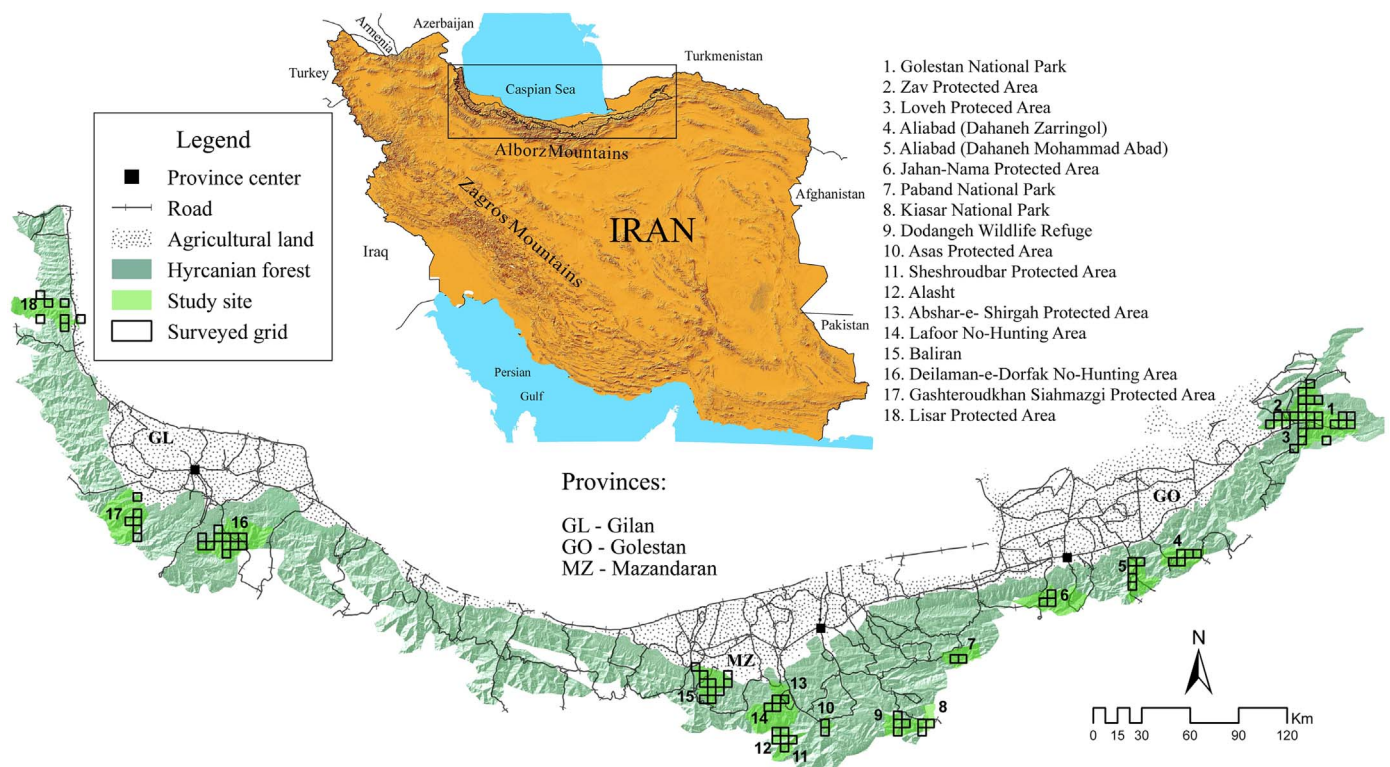 Azerbaijan
Armenia
Turkey
Turkmenistan
Caspian Sea
Alborz Mountains
Zagros Mountains
IRAN
Afghanistan
Iraq
Pakistan
Persian
Gulf
Legend
Province center
Road
Agricultural land
Hyrcanian forest
Study site
Surveyed grid
1. Golestan National Park
2. Zav Protected Area
3. Loveh Proteced Area
4. Aliabad (Dahaneh Zarringol)
5. Aliabad (Dahaneh Mohammad Abad)
6. Jahan-Nama Protected Area
7. Paband National Park
8. Kiasar National Park
9. Dodangeh Wildlife Refuge
10. Asas Protected Area
11. Sheshroudbar Protected Area
12. Alasht
13. Abshar-e- Shirgah Protected Area
14. Lafoor No-Hunting Area
15. Baliran
16. Deilaman-e-Dorfak No-Hunting Area
17. Gashteroudkhan Siahmazgi Protected Area
18. Lisar Protected Area
Provinces:
GL - Gilan
GO - Golestan
MZ - Mazandaran
18
GL
17
16
15
MZ
13
14
12
11
10
9
8
7
6
5
4
GO
2
1
3
N
Km
0 15 30 60 90 120